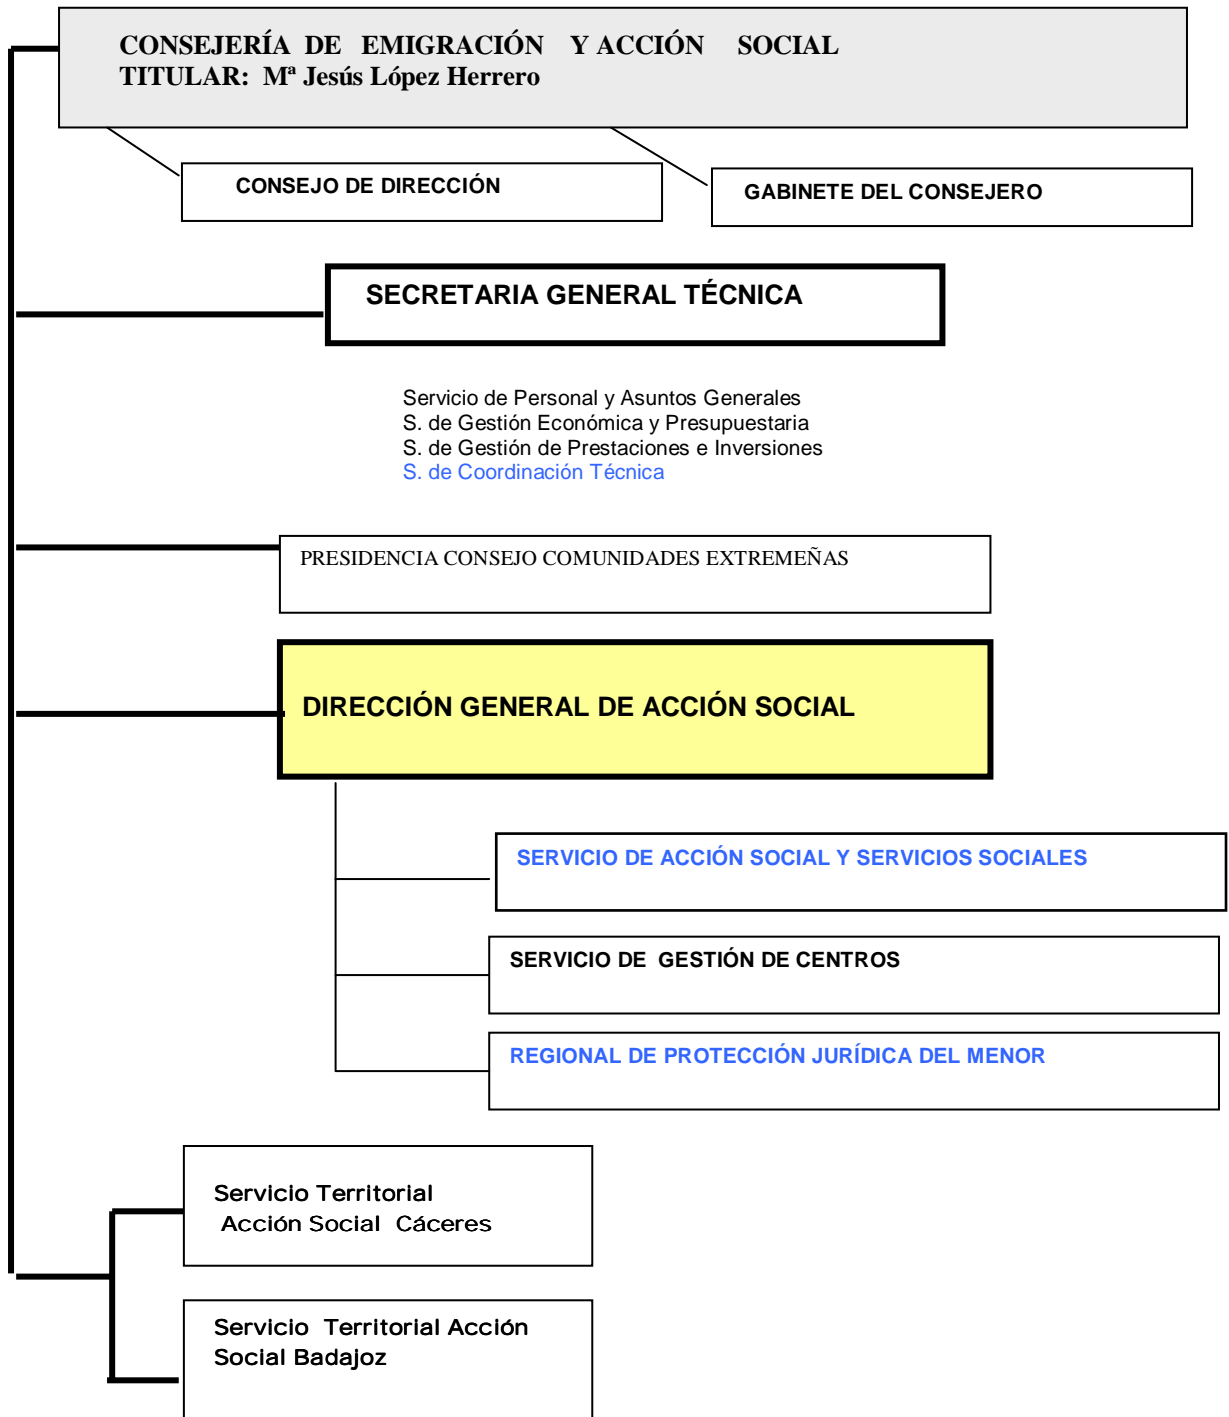 CONSEJERÍA DE EMIGRACIÓN Y ACCIÓN SOCIAL
TITULAR: Mª Jesús López Herrero
CONSEJO DE DIRECCIÓN
GABINETE DEL CONSEJERO
SECRETARIA GENERAL TÉCNICA
Servicio de Personal y Asuntos Generales
S. de Gestión Económica y Presupuestaria
S. de Gestión de Prestaciones e Inversiones
S. de Coordinación Técnica
PRESIDENCIA CONSEJO COMUNIDADES EXTREMEÑAS
DIRECCIÓN GENERAL DE ACCIÓN SOCIAL
SERVICIO DE ACCIÓN SOCIAL Y SERVICIOS SOCIALES
SERVICIO DE GESTIÓN DE CENTROS
REGIONAL DE PROTECCIÓN JURÍDICA DEL MENOR
Servicio Territorial
Acción Social Cáceres
Servicio Territorial Acción
Social Badajoz